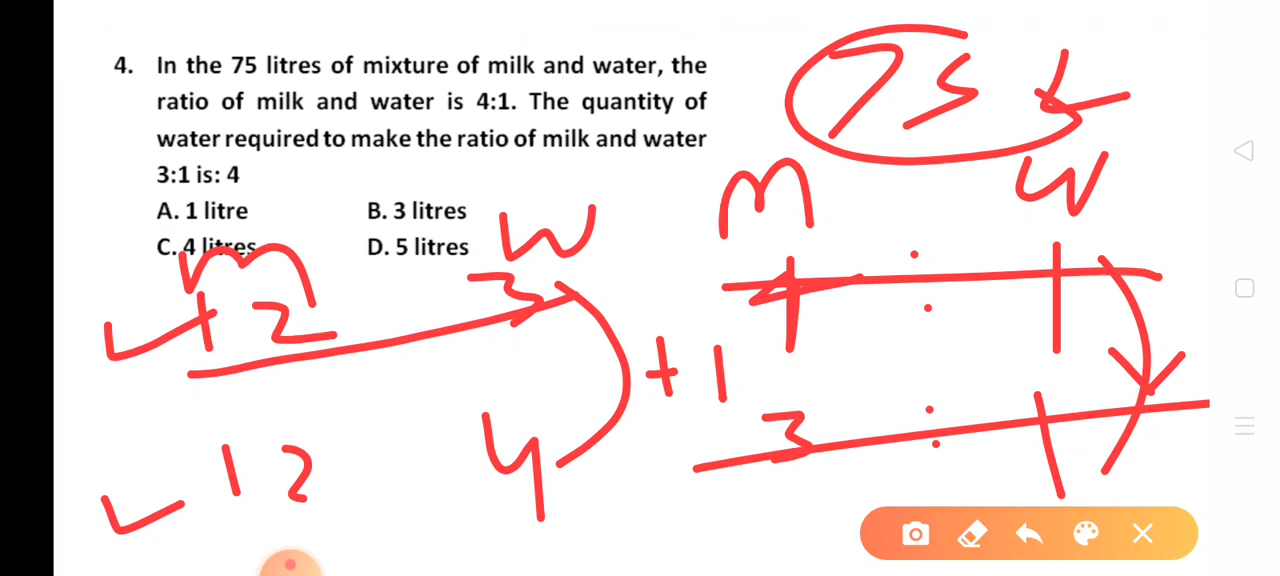 4. In the 75 litres of mixture of milk and water, the
ratio of milk and water is 4:1. The quantity of
water required to make the ratio of milk and water
3:1 is: 4
A. 1 litre B. 3 litres
C. 4 litres D. 5 litres
75 L
m w
4 : 1
3 : 1
m w
12 3
+1
12 4